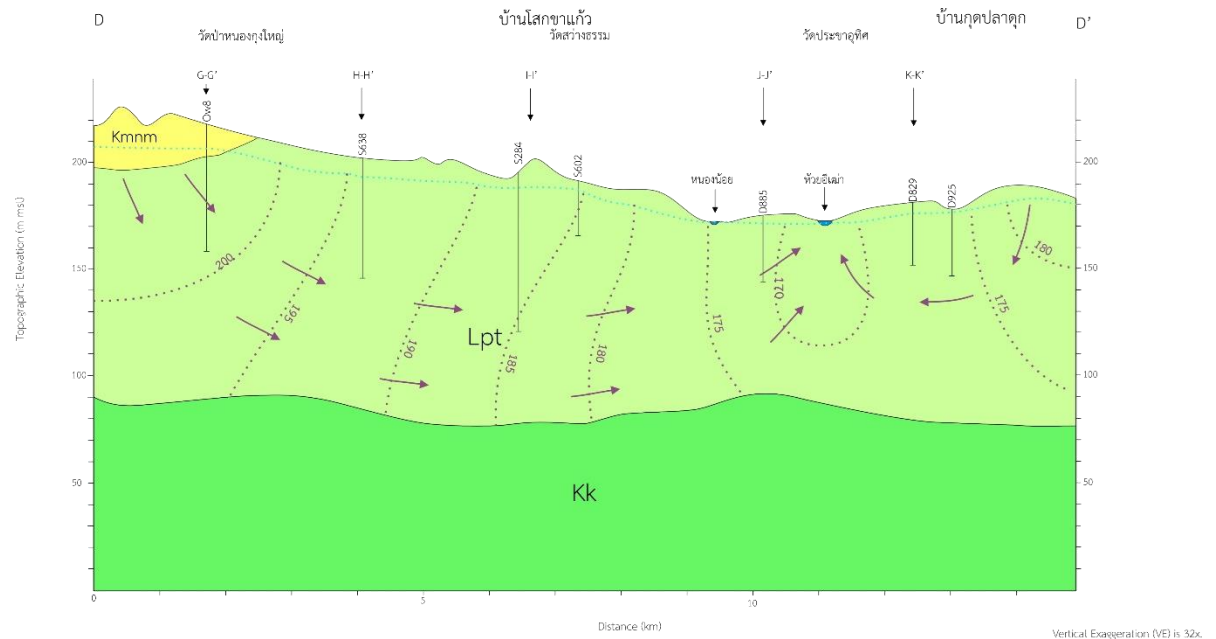 D
บ้านโสกขาแก้ว
บ้านกุดปลาดุก
D'
วัดป่าหนองกุงใหญ่
วัดสว่างธรรม
วัดประชาอุทิศ
G-G'
H-H'
I-I'
J-J'
K-K'
Ow8
S638
S284
S602
D885
D829
D925
Kmnm
หนองน้อย
ห้วยอีเฒ่า
200
150
100
50
200
150
100
50
200
195
190
185
180
175
170
175
180
Lpt
Kk
Topographic Elevation (m msl)
0
5
10
Distance (km)
Vertical Exaggeration (VE) is 32x.